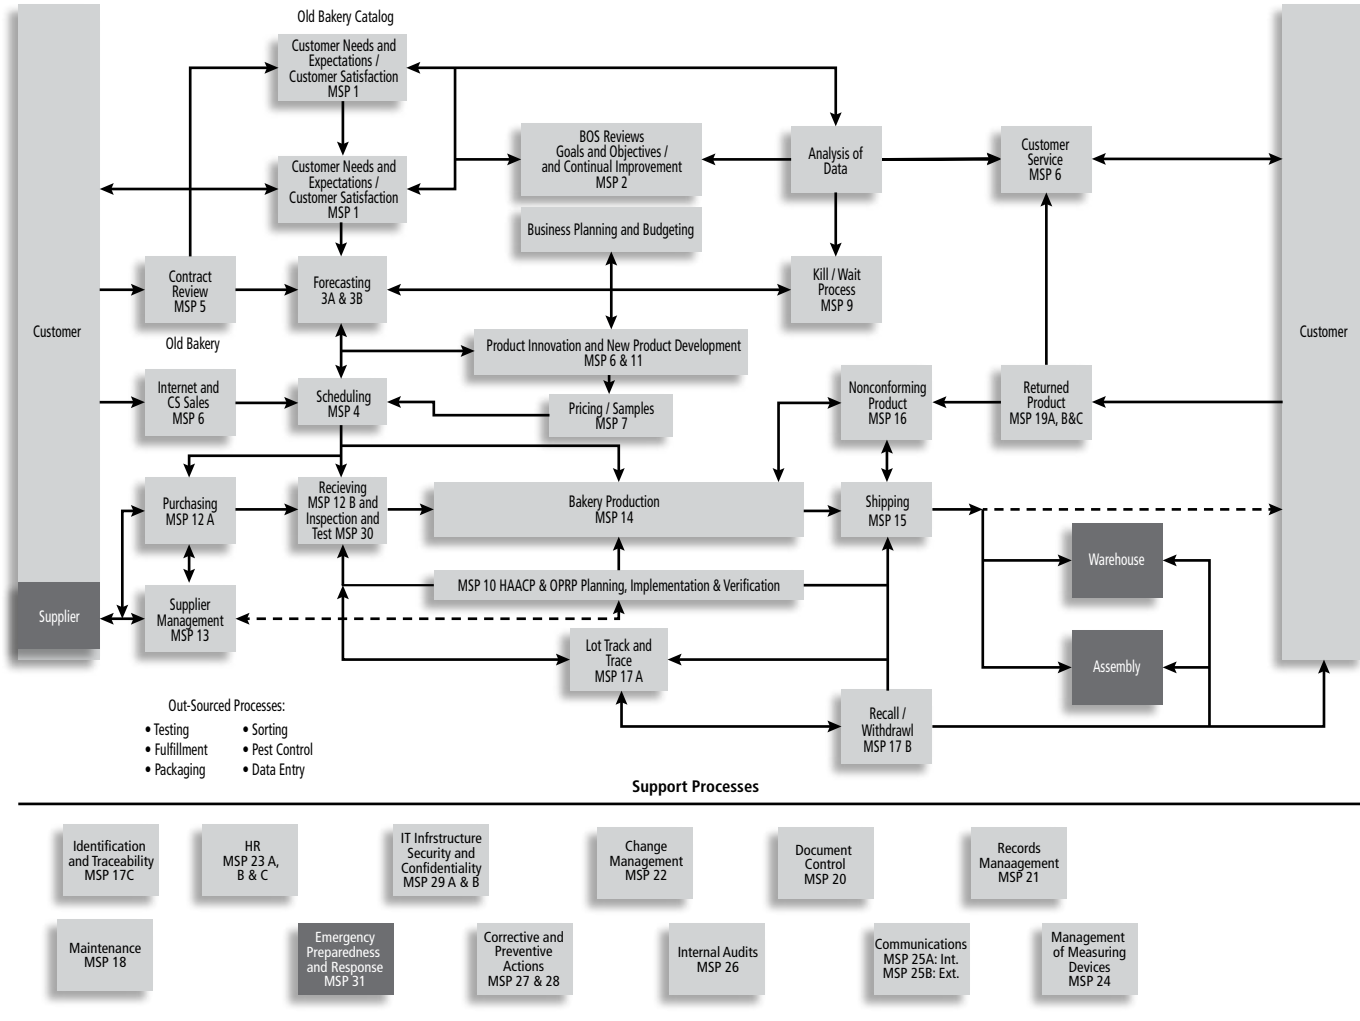 Old Bakery Catalog
Customer Needs and
Expectations /
Customer Satisfaction
MSP 1
Customer Needs and
Expectations /
Customer Satisfaction
MSP 1
BOS Reviews
Goals and Objectives /
and Continual Improvement
MSP 2
Analysis of
Data
Customer
Service
MSP 6
Business Planning and Budgeting
Contract
Review
MSP 5
Forecasting
3A & 3B
Kill / Wait
Process
MSP 9
Customer
Customer
Old Bakery
Product Innovation and New Product Development
MSP 6 & 11
Internet and
CS Sales
MSP 6
Scheduling
MSP 4
Pricing / Samples
MSP 7
Nonconforming
Product
MSP 16
Returned
Product
MSP 19A, B&C
Purchasing
MSP 12 A
Recieving
MSP 12 B and
Inspection and
Test MSP 30
Bakery Production
MSP 14
Shipping
MSP 15
Warehouse
MSP 10 HAACP & OPRP Planning, Implementation & Verification
Supplier
Supplier
Management
MSP 13
Lot Track and
Trace
MSP 17 A
Assembly
Recall /
Withdrawl
MSP 17 B
Out-Sourced Processes:
• Testing
• Fulfillment
• Packaging
• Sorting
• Pest Control
• Data Entry
Support Processes
Identification
and Traceability
MSP 17C
HR
MSP 23 A,
B & C
IT Infrstructure
Security and
Confidentiality
MSP 29 A & B
Change
Management
MSP 22
Document
Control
MSP 20
Records
Manaagement
MSP 21
Maintenance
MSP 18
Emergency
Preparedness
and Response
MSP 31
Corrective and
Preventive
Actions
MSP 27 & 28
Internal Audits
MSP 26
Communications
MSP 25A: Int.
MSP 25B: Ext.
Management
of Measuring
Devices
MSP 24